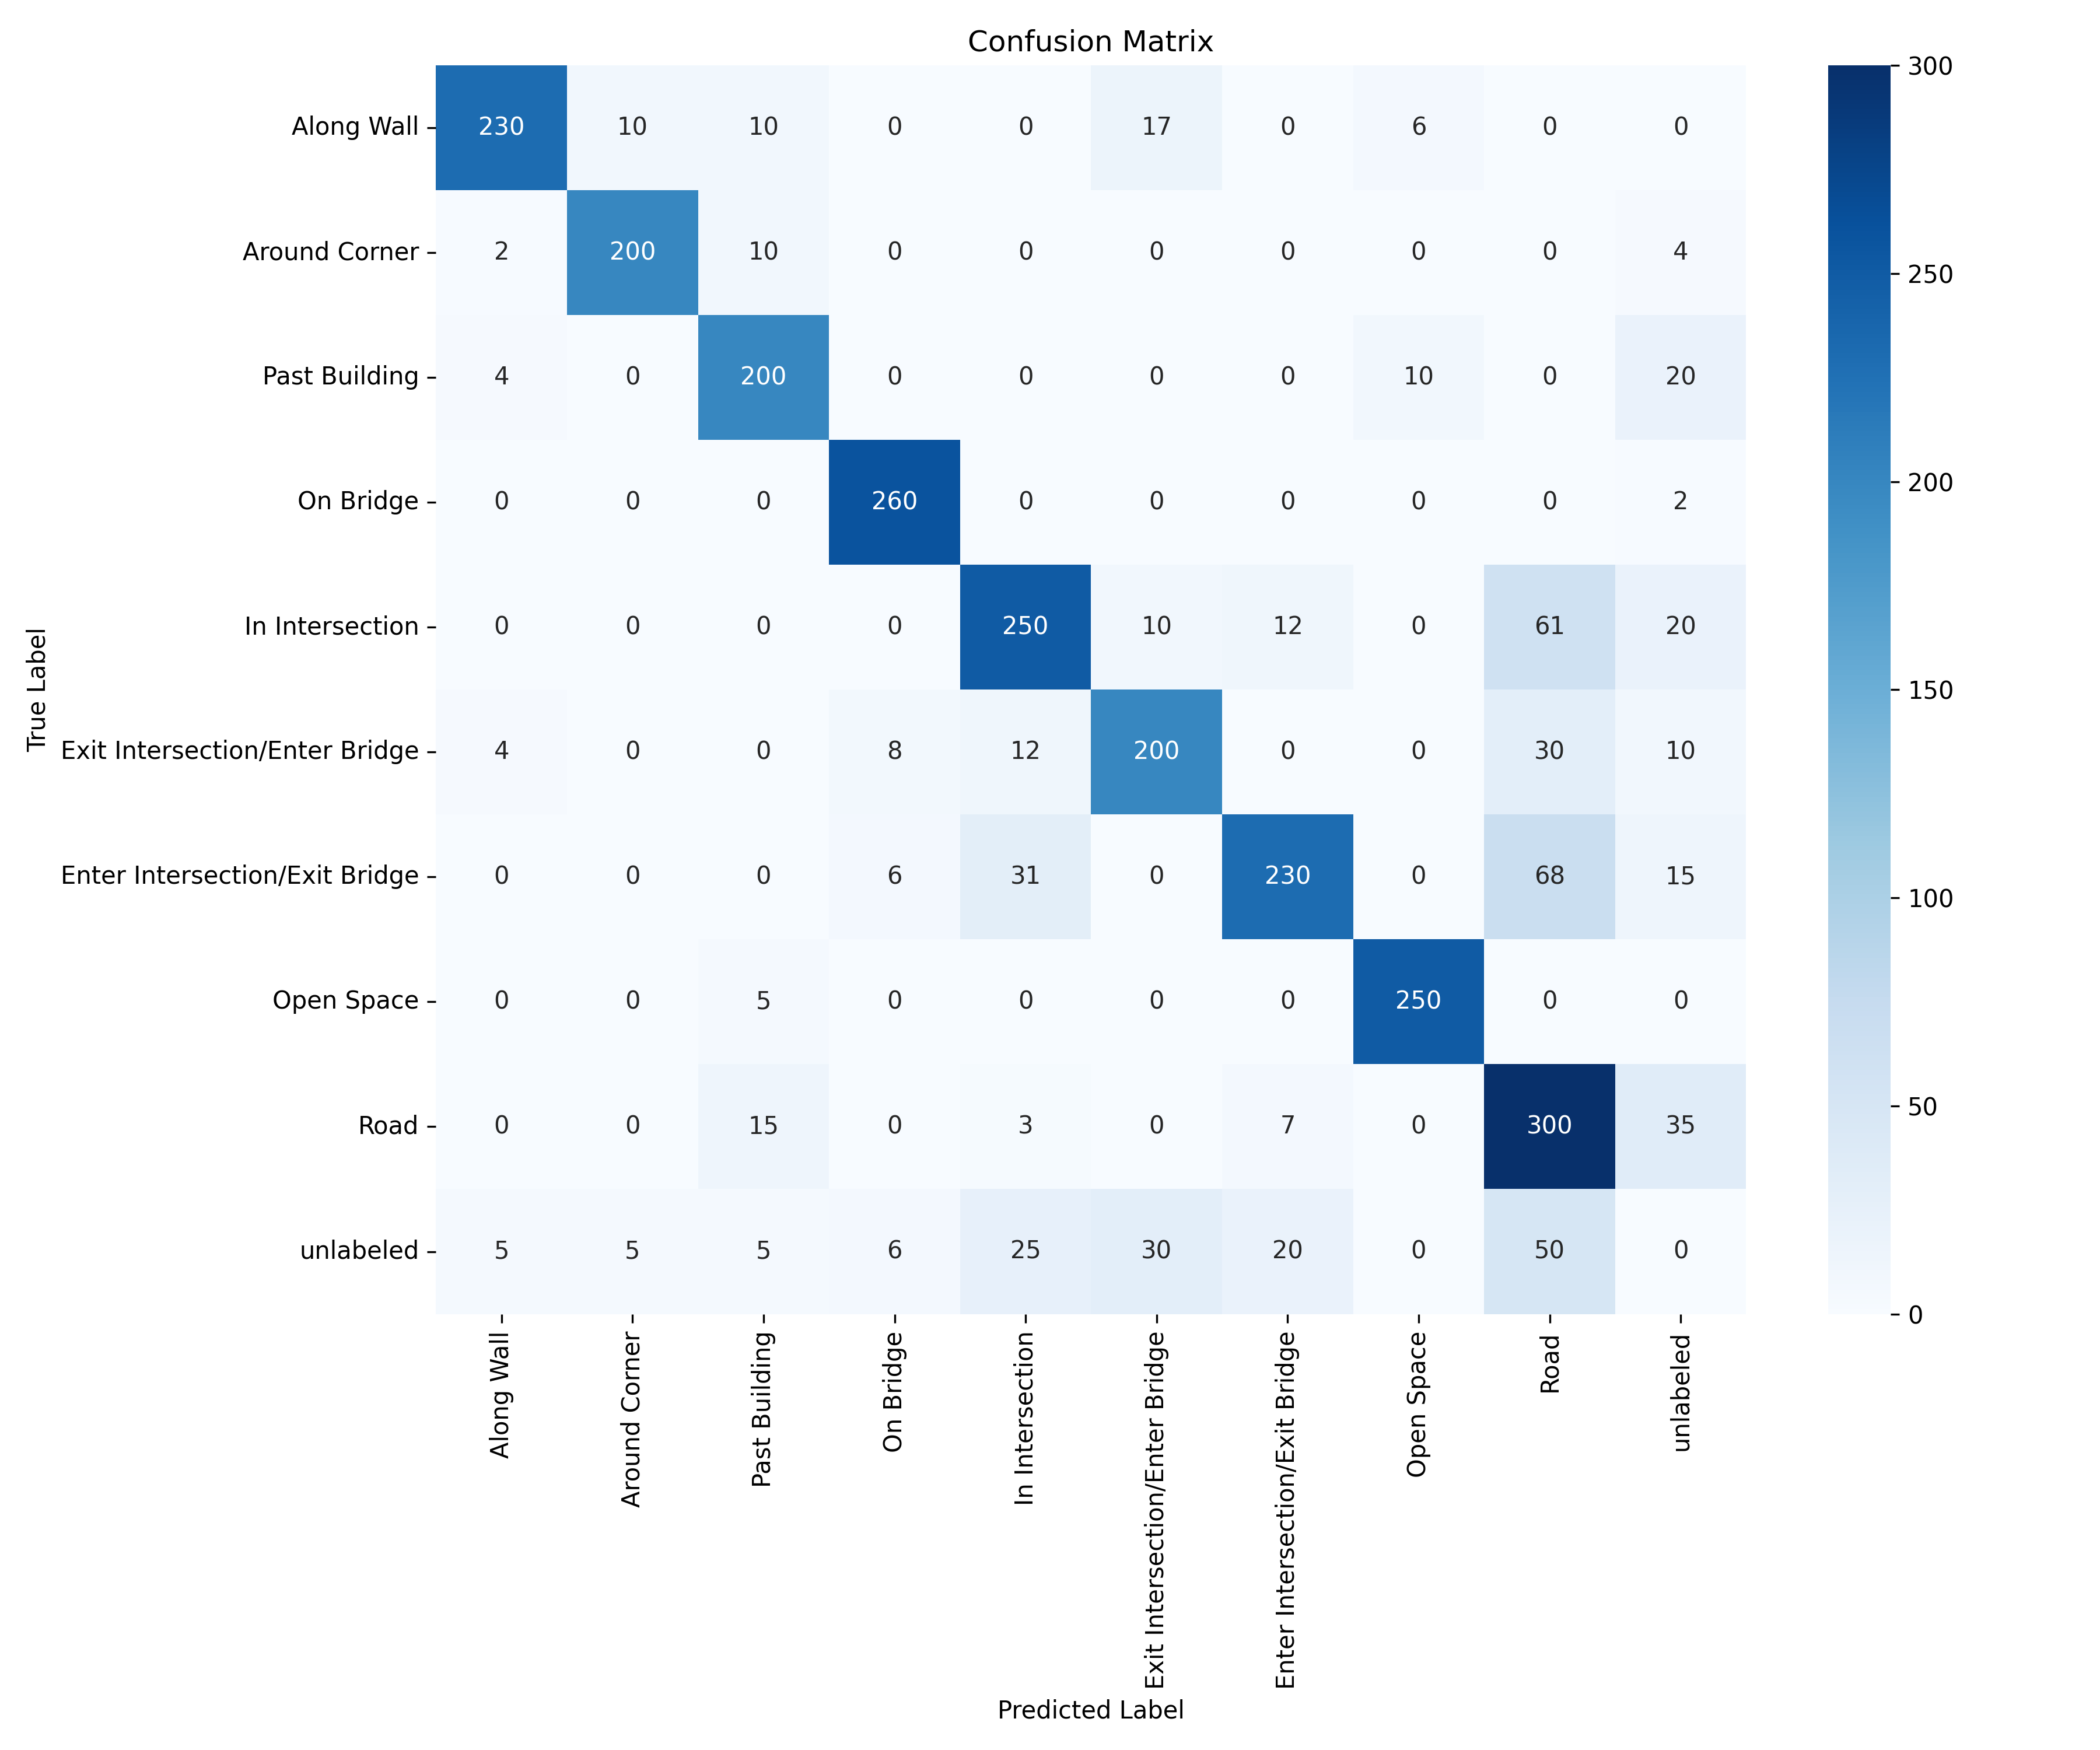 Confusion Matrix
Along Wall 230 10 10 0 0 17 0 6 0 0
Around Corner 2 200 10 0 0 0 0 0 0 4
Past Building 4 0 200 0 0 0 0 10 0 20
On Bridge 0 0 0 260 0 0 0 0 0 2
In Intersection 0 0 0 0 250 10 12 0 61 20
Exit Intersection/Enter Bridge 4 0 0 8 12 200 0 0 30 10
Enter Intersection/Exit Bridge 0 0 0 6 31 0 230 0 68 15
Open Space 0 0 5 0 0 0 0 250 0 0
Road 0 0 15 0 3 0 7 0 300 35
unlabeled 5 5 5 6 25 30 20 0 50 0
True Label
Along Wall
Around Corner
Past Building
On Bridge
In Intersection
Exit Intersection/Enter Bridge
Enter Intersection/Exit Bridge
Open Space
Road
unlabeled
Predicted Label
300
250
200
150
100
50
0